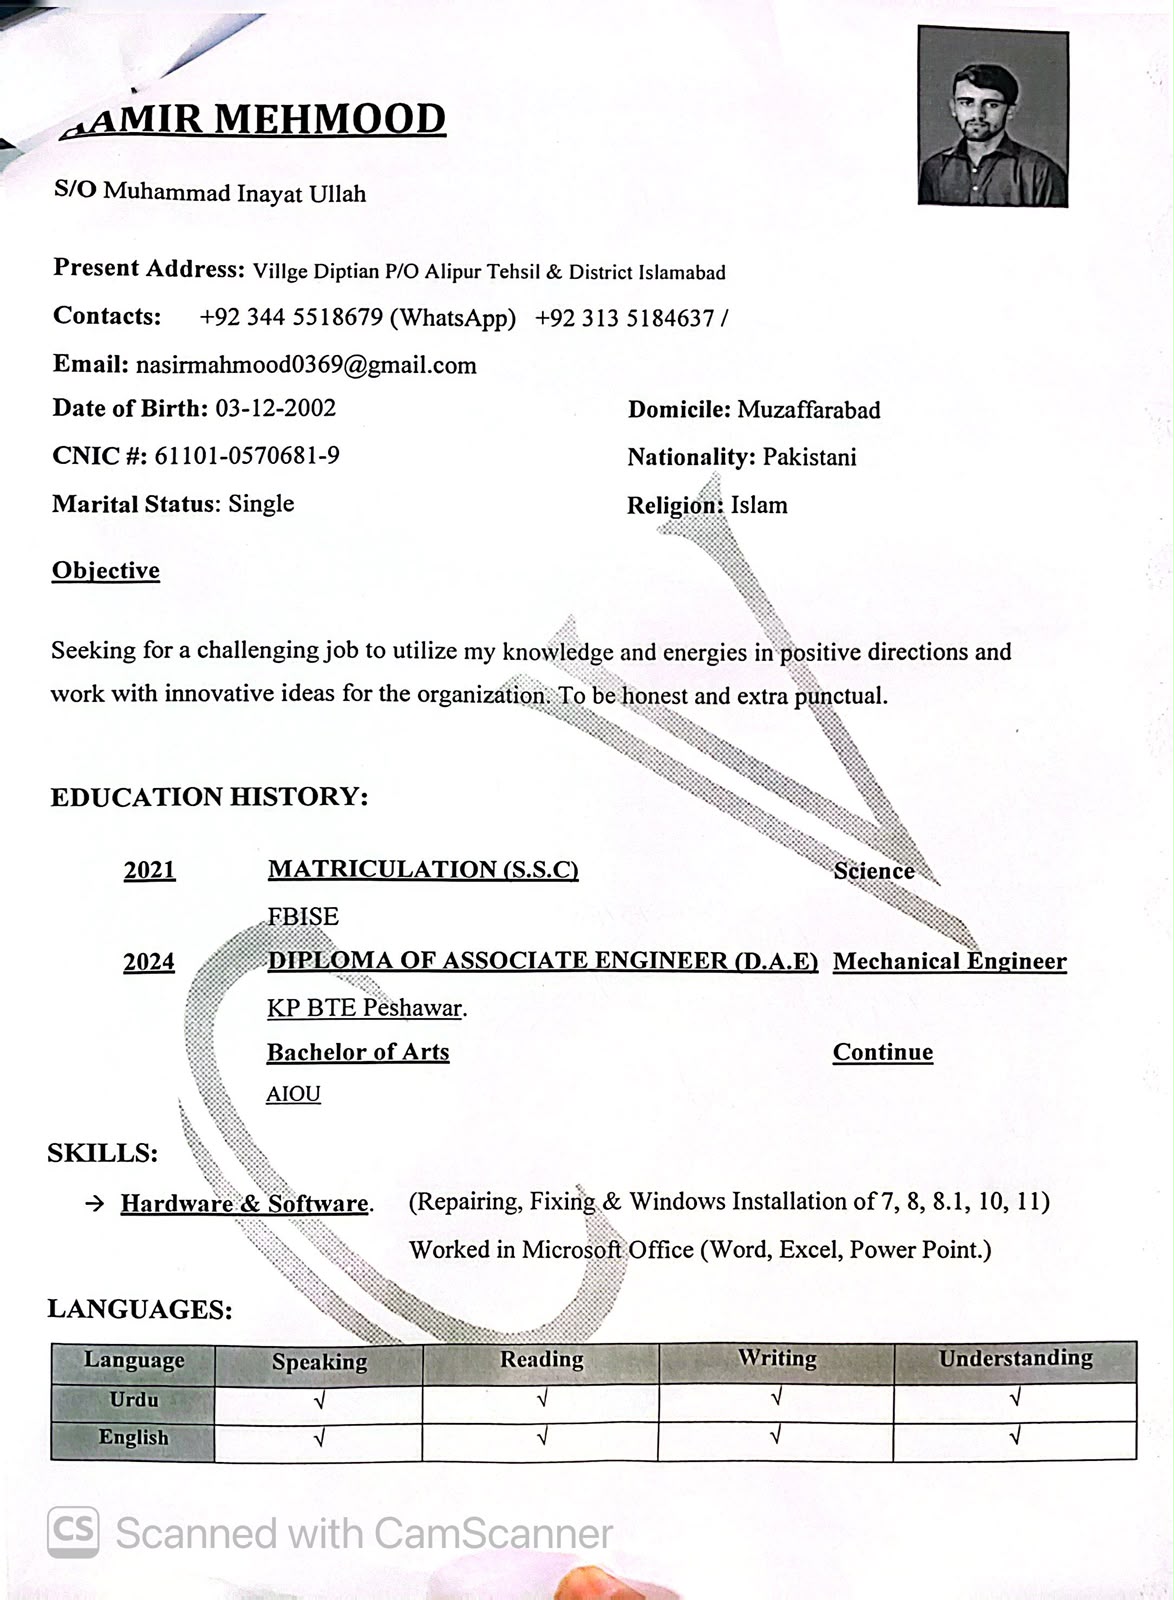 AAMIR MEHMOOD
S/O Muhammad Inayat Ullah
Present Address: Villge Diptian P/O Alipur Tehsil & District Islamabad
Contacts: +92 344 5518679 (WhatsApp) +92 313 5184637 /
Email: nasirmahmood0369@gmail.com
Date of Birth: 03-12-2002 Domicile: Muzaffarabad
CNIC #: 61101-0570681-9 Nationality: Pakistani
Marital Status: Single Religion: Islam
Objective
Seeking for a challenging job to utilize my knowledge and energies in positive directions and
work with innovative ideas for the organization. To be honest and extra punctual.
EDUCATION HISTORY:
2021 MATRICULATION (S.S.C) Science
FBISE
2024 DIPLOMA OF ASSOCIATE ENGINEER (D.A.E) Mechanical Engineer
KP BTE Peshawar.
Bachelor of Arts Continue
AIOU
SKILLS:
→ Hardware & Software. (Repairing, Fixing & Windows Installation of 7, 8, 8.1, 10, 11)
Worked in Microsoft Office (Word, Excel, Power Point.)
LANGUAGES:
Language Speaking Reading Writing Understanding
Urdu √ √ √ √
English √ √ √ √
CS Scanned with CamScanner